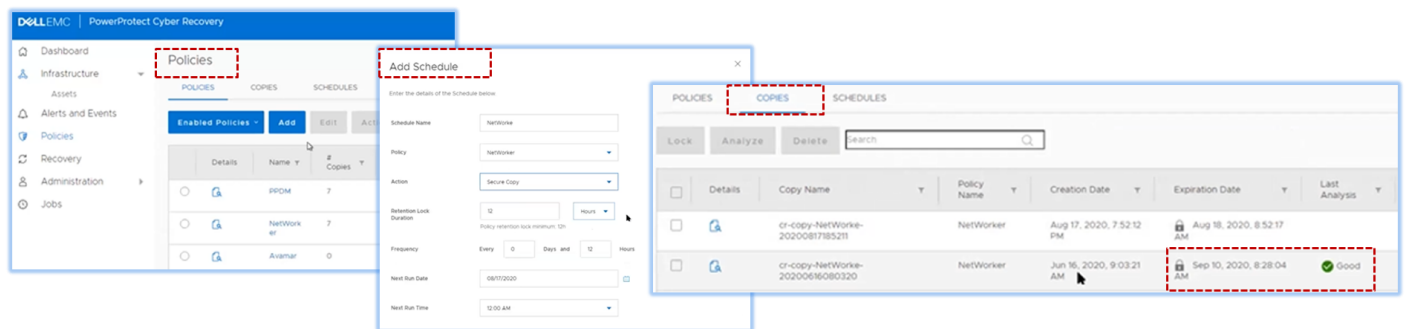 DELLEMC | PowerProtect Cyber Recovery
Dashboard
Infrastructure
Assets
Alerts and Events
Policies
Recovery
Administration
Jobs
Policies
POLICIES COPIES SCHEDULES
Enabled Policies Add Edit
Details Name # Copies
PPDM 7
NetWork
er 7
Avamar 0
Add Schedule
Enter the details of the Schedule below
Schedule Name NetWorke
Policy NetWorker
Action Secure Copy
Retention Lock
Duration 12 Hours
Policy retention lock minimum: 12h
Frequency Every 0 Days and 12 Hours
Next Run Date 08/17/2020
Next Run Time 12:00 AM
POLICIES COPIES SCHEDULES
Lock Analyze Delete Search
Details Copy Name Policy Name Creation Date Expiration Date Last Analysis
cr-copy-NetWorke-
20200817185211
NetWorker
Aug 17, 2020, 7:52:12
PM
Aug 18, 2020, 8:52:17
AM
cr-copy-NetWorke-
20200616080320
NetWorker
Jun 16, 2020, 9:03:21
AM
Sep 10, 2020, 8:28:04
AM
Good